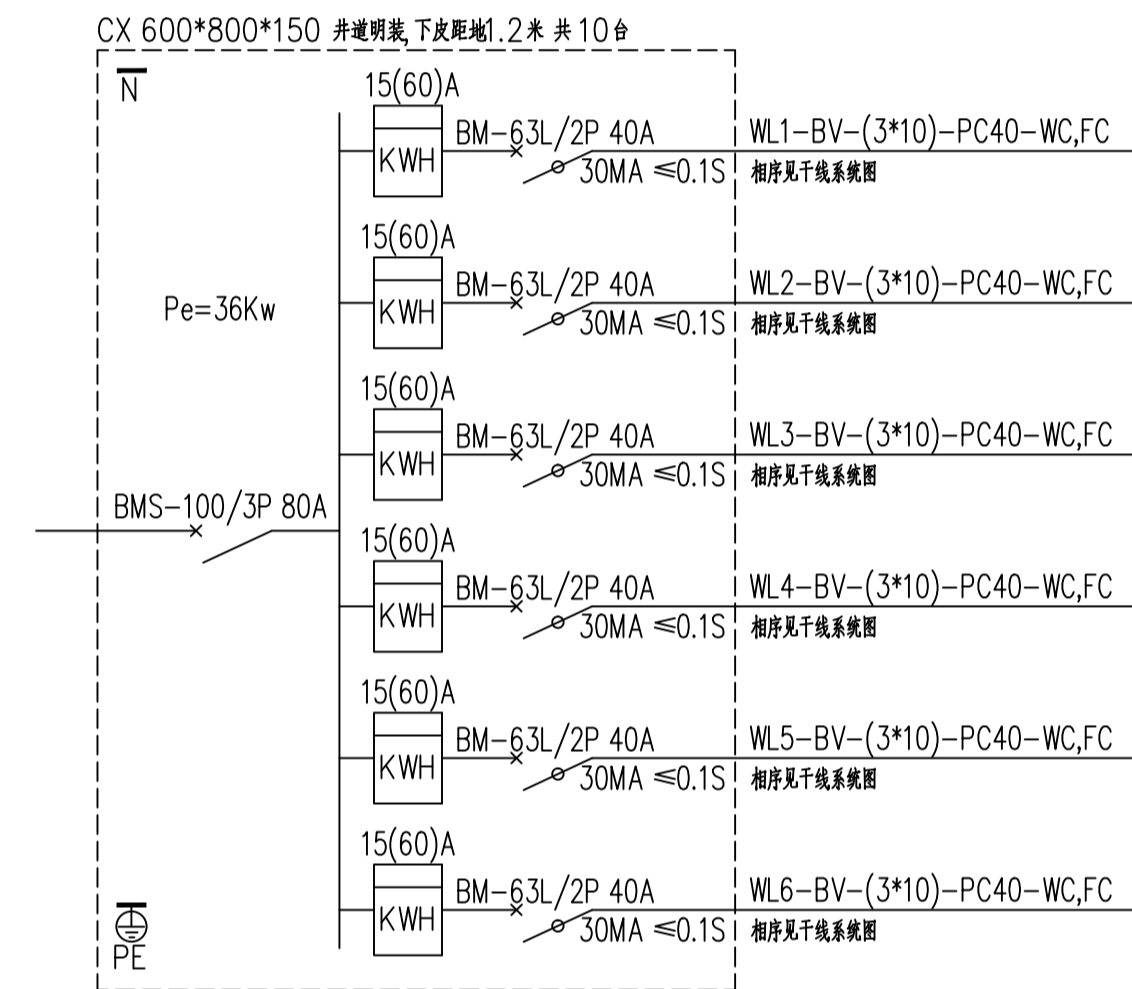 CX 600*800*150 井道明装,下皮距地1.2米 共10台
N
15(60)A
KWH
BM-63L/2P 40A
30MA ≤0.1S
WL1-BV-(3*10)-PC40-WC,FC
相序见干线系统图
15(60)A
KWH
BM-63L/2P 40A
30MA ≤0.1S
WL2-BV-(3*10)-PC40-WC,FC
相序见干线系统图
Pe=36Kw
15(60)A
KWH
BM-63L/2P 40A
30MA ≤0.1S
WL3-BV-(3*10)-PC40-WC,FC
相序见干线系统图
BMS-100/3P 80A
15(60)A
KWH
BM-63L/2P 40A
30MA ≤0.1S
WL4-BV-(3*10)-PC40-WC,FC
相序见干线系统图
15(60)A
KWH
BM-63L/2P 40A
30MA ≤0.1S
WL5-BV-(3*10)-PC40-WC,FC
相序见干线系统图
15(60)A
KWH
BM-63L/2P 40A
30MA ≤0.1S
WL6-BV-(3*10)-PC40-WC,FC
相序见干线系统图
PE